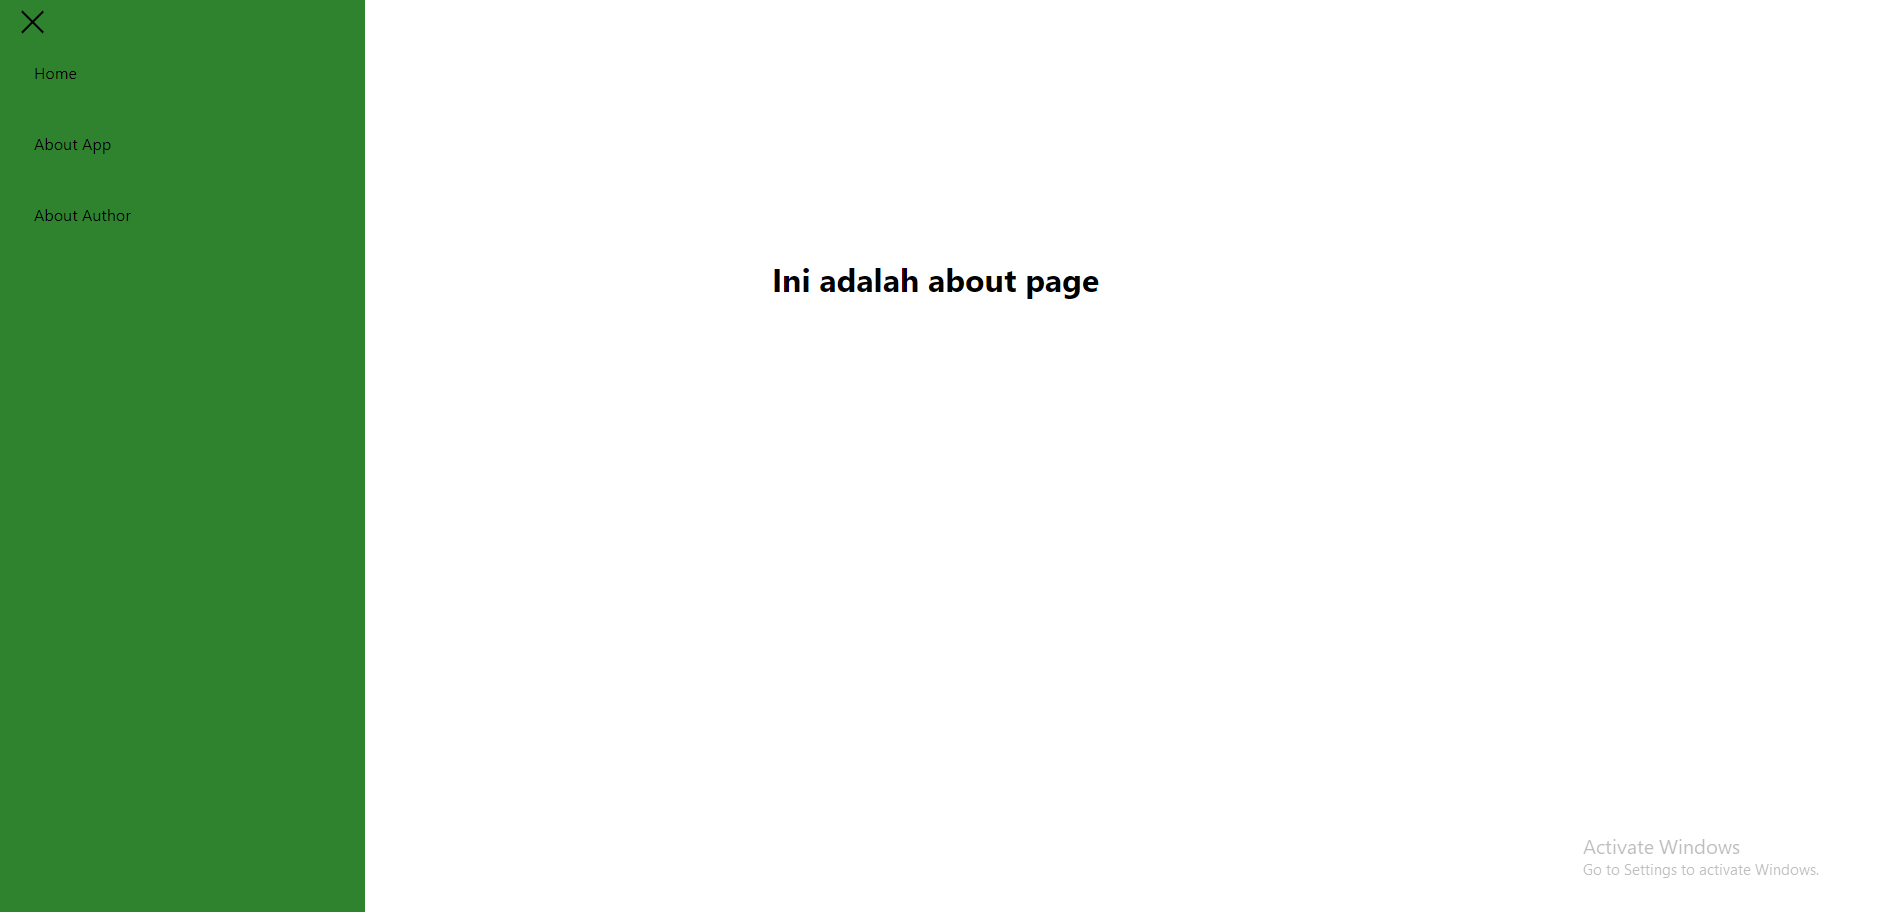 Home
About App
About Author
Ini adalah about page
Activate Windows
Go to Settings to activate Windows.